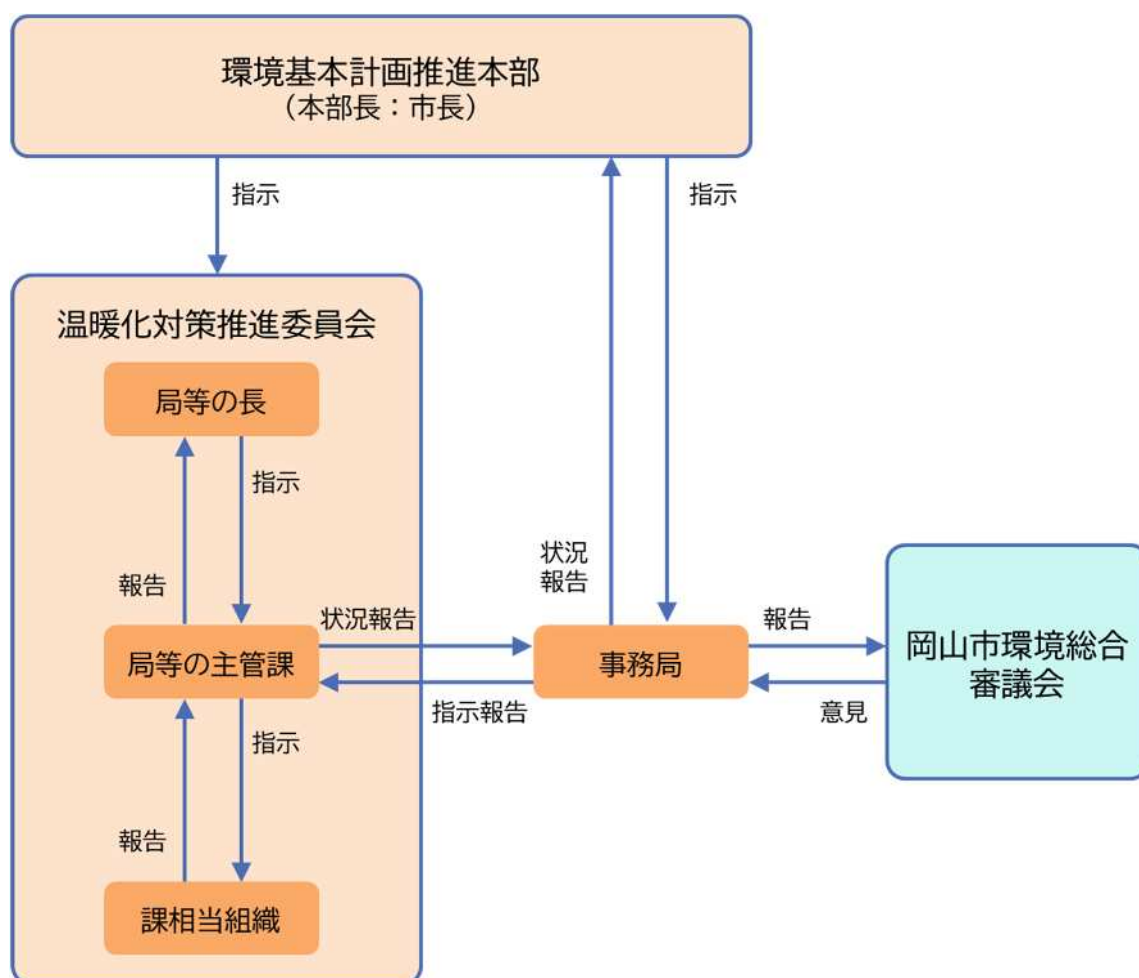 環境基本計画推進本部
（本部長：市長）
指示
指示
温暖化対策推進委員会
局等の長
指示
状況
報告
報告
状況報告
報告
局等の主管課
事務局
岡山市環境総合
審議会
指示報告
意見
指示
報告
課相当組織